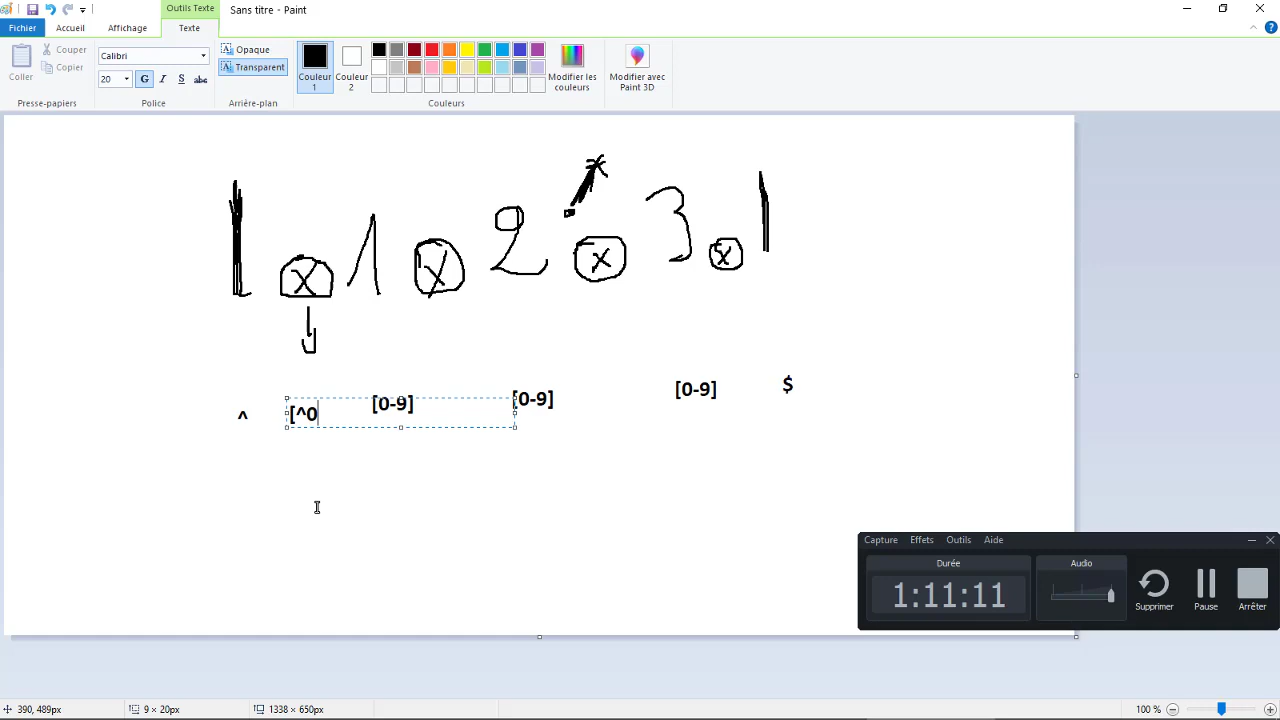 Outils Texte
Sans titre - Paint
Fichier Accueil Affichage Texte
Coller
Couper
Copier
Presse-papiers
Calibri
20 G I S abc
Police
Opaque
Transparent
Arrière-plan
Couleur 1
Couleur 2
Modifier les couleurs
Couleurs
Modifier avec Paint 3D
1 2 3
x x x x
^ [^0 [0-9] [0-9] [0-9] $
Capture Effets Outils Aide
Durée
1:11:11
Audio
Supprimer
Pause
Arrêter
390, 489px
9 × 20px
1338 × 650px
100 %